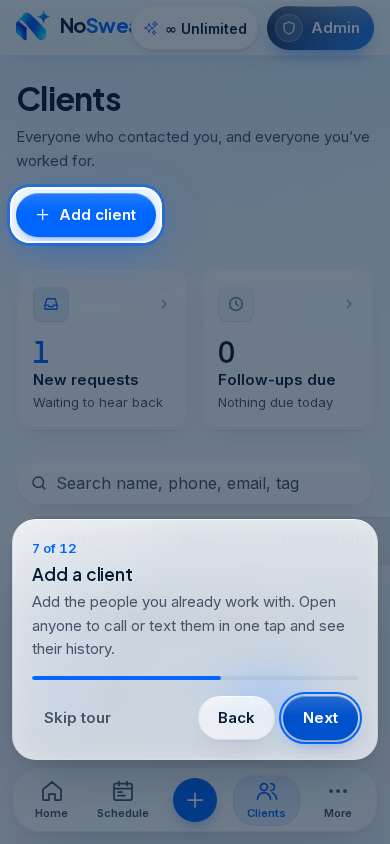 NoSwea
∞ Unlimited
Admin
Clients
Everyone who contacted you, and everyone you’ve
worked for.
Add client
1
New requests
Waiting to hear back
0
Follow-ups due
Nothing due today
Search name, phone, email, tag
7 of 12
Add a client
Add the people you already work with. Open
anyone to call or text them in one tap and see
their history.
Skip tour
Back
Next
Home
Schedule
Clients
More